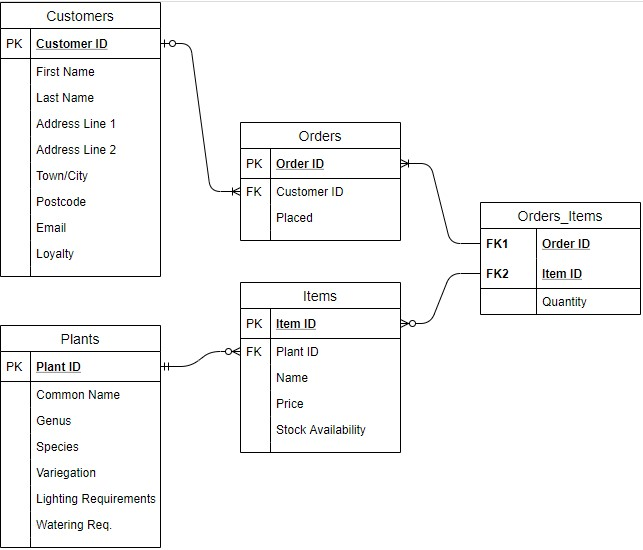 Customers
PK Customer ID
First Name
Last Name
Address Line 1
Address Line 2
Town/City
Postcode
Email
Loyalty
Orders
PK Order ID
FK Customer ID
Placed
Orders_Items
FK1 Order ID
FK2 Item ID
Quantity
Items
PK Item ID
FK Plant ID
Name
Price
Stock Availability
Plants
PK Plant ID
Common Name
Genus
Species
Variegation
Lighting Requirements
Watering Req.